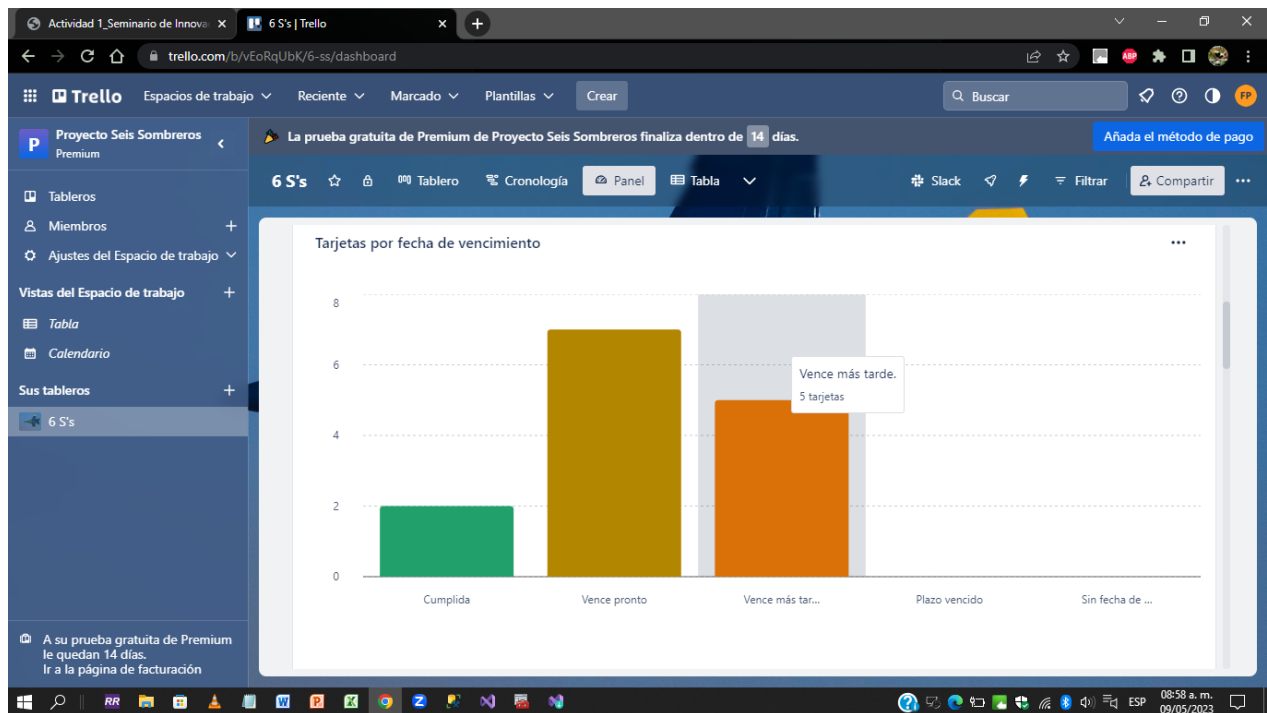 Actividad 1_Seminario de Innova
6 S's | Trello
trello.com/b/vEoRqUbK/6-ss/dashboard
ABP
Trello
Espacios de trabajo
Reciente
Marcado
Plantillas
Crear
Buscar
FP
P
Proyecto Seis Sombreros
Premium
La prueba gratuita de Premium de Proyecto Seis Sombreros finaliza dentro de 14 días.
Añada el método de pago
6 S's
Tablero
Cronología
Panel
Tabla
Slack
Filtrar
Compartir
Tableros
Miembros
Ajustes del Espacio de trabajo
Vistas del Espacio de trabajo
Tabla
Calendario
Sus tableros
6 S's
A su prueba gratuita de Premium
le quedan 14 días.
Ir a la página de facturación
Tarjetas por fecha de vencimiento
8
6
4
2
0
Vence más tarde.
5 tarjetas
Cumplida
Vence pronto
Vence más tar...
Plazo vencido
Sin fecha de ...
RR
W
P
X
Z
ESP
08:58 a. m.
09/05/2023